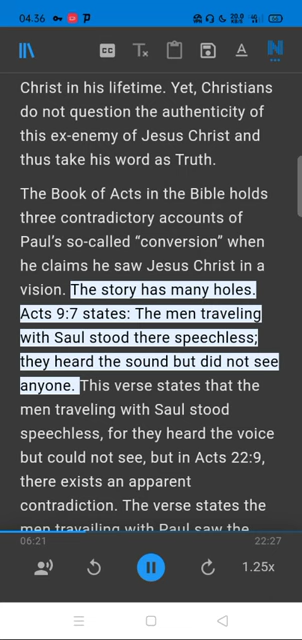 04.36
Christ in his lifetime. Yet, Christians
do not question the authenticity of
this ex-enemy of Jesus Christ and
thus take his word as Truth.
The Book of Acts in the Bible holds
three contradictory accounts of
Paul's so-called “conversion” when
he claims he saw Jesus Christ in a
vision. The story has many holes.
Acts 9:7 states: The men traveling
with Saul stood there speechless;
they heard the sound but did not see
anyone. This verse states that the
men traveling with Saul stood
speechless, for they heard the voice
but could not see, but in Acts 22:9,
there exists an apparent
contradiction. The verse states the
men travailing with Paul saw the
06:21 22:27
1.25x